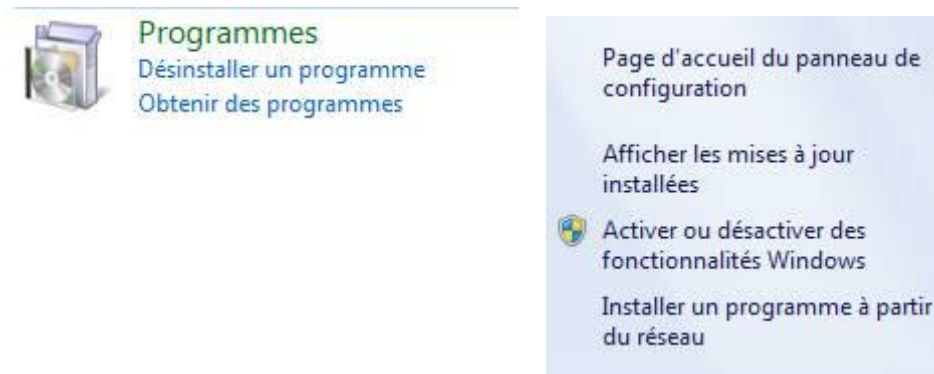 Programmes
Désinstaller un programme
Obtenir des programmes
Page d'accueil du panneau de
configuration
Afficher les mises à jour
installées
Activer ou désactiver des
fonctionnalités Windows
Installer un programme à partir
du réseau